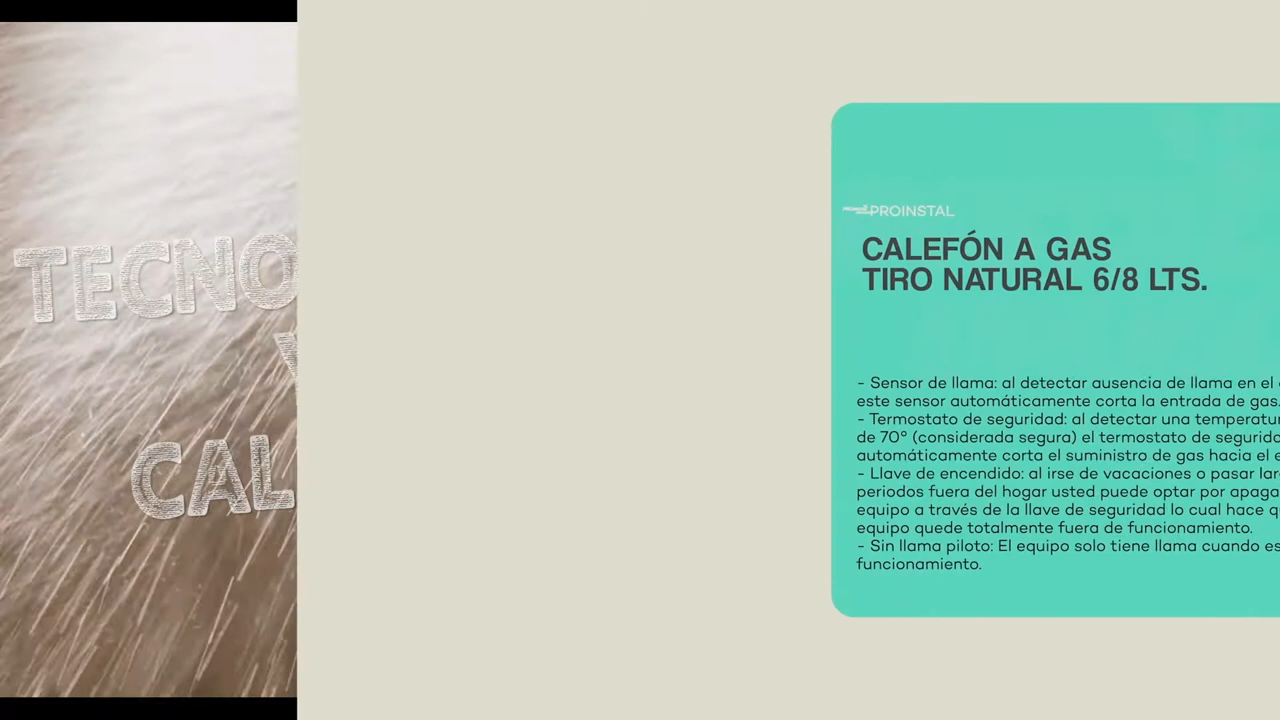 TECNO
CAL
PROINSTAL
CALEFÓN A GAS
TIRO NATURAL 6/8 LTS.
- Sensor de llama: al detectar ausencia de llama en el
este sensor automáticamente corta la entrada de gas.
- Termostato de seguridad: al detectar una temperatu
de 70° (considerada segura) el termostato de segurida
automáticamente corta el suministro de gas hacia el e
- Llave de encendido: al irse de vacaciones o pasar lar
periodos fuera del hogar usted puede optar por apaga
equipo a través de la llave de seguridad lo cual hace q
equipo quede totalmente fuera de funcionamiento.
- Sin llama piloto: El equipo solo tiene llama cuando es
funcionamiento.